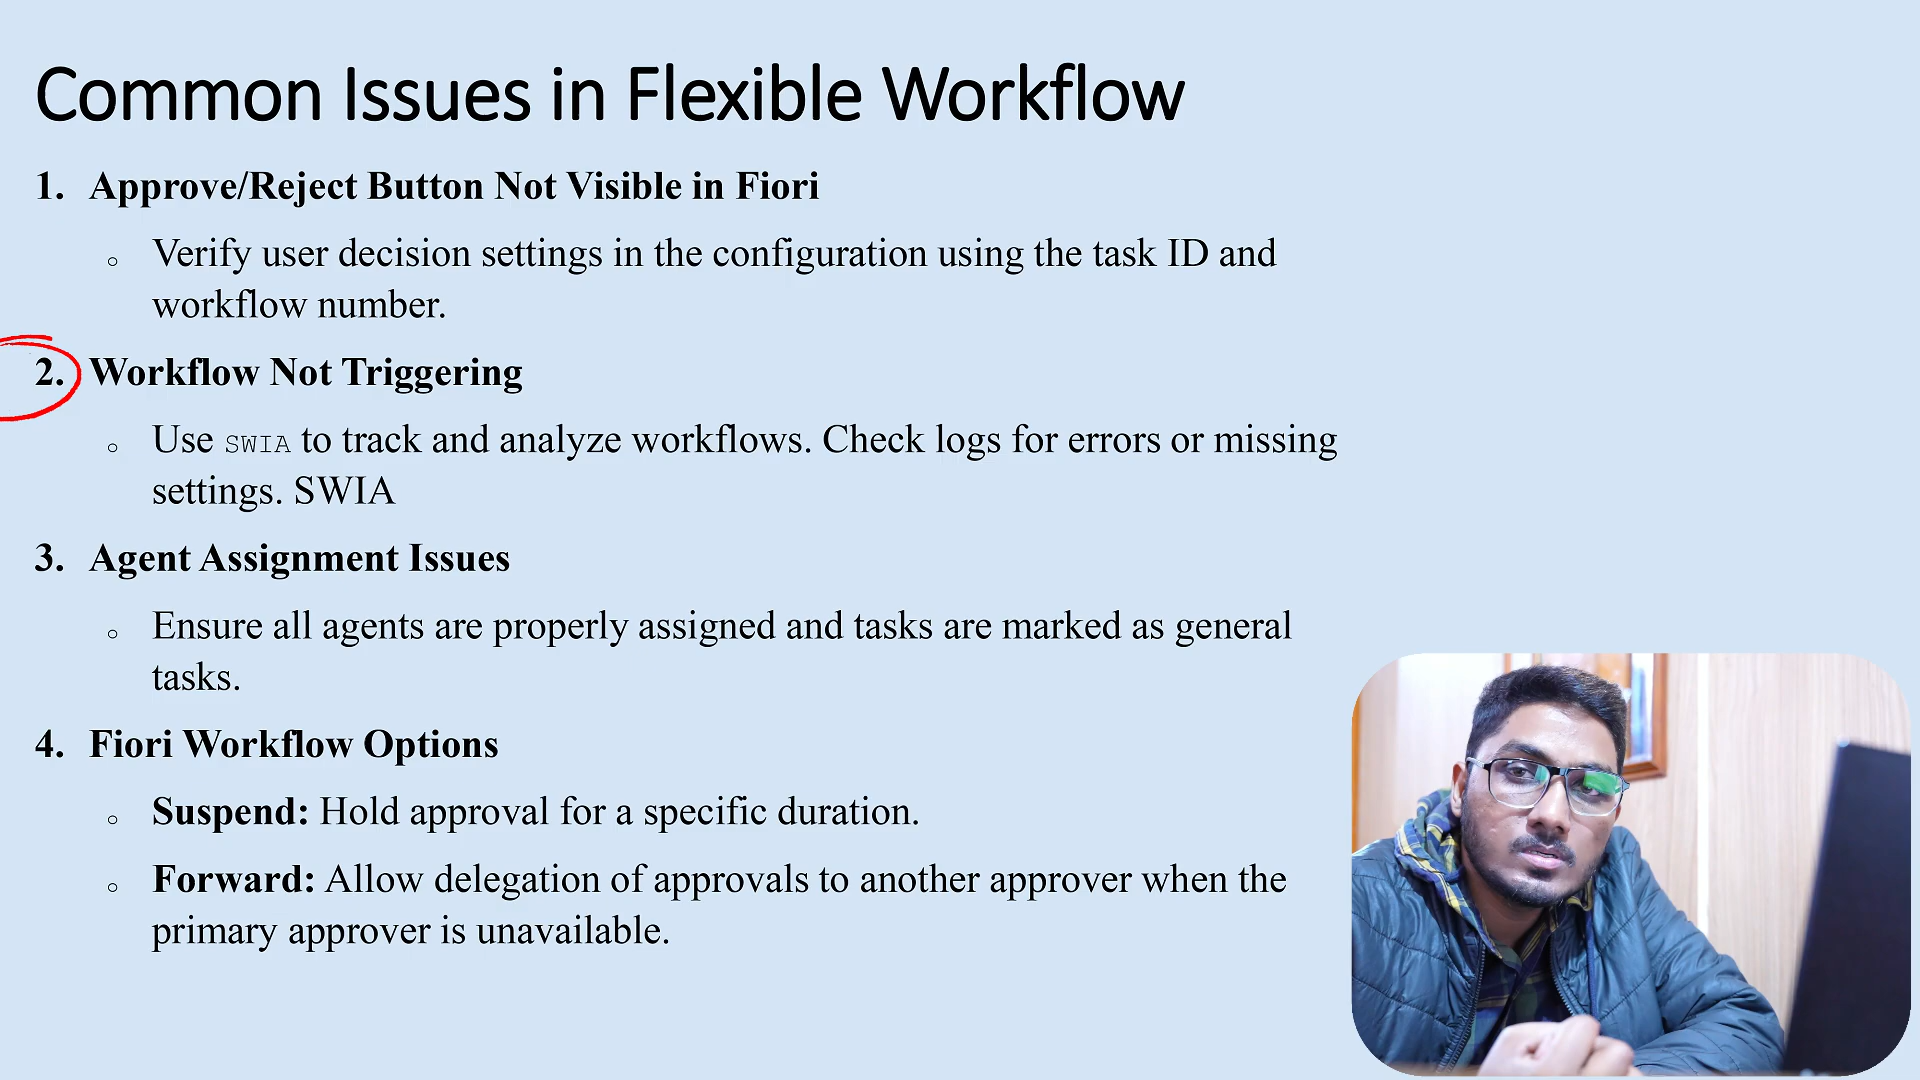 Common Issues in Flexible Workflow
1. Approve/Reject Button Not Visible in Fiori
○ Verify user decision settings in the configuration using the task ID and
workflow number.
2. Workflow Not Triggering
○ Use SWIA to track and analyze workflows. Check logs for errors or missing
settings. SWIA
3. Agent Assignment Issues
○ Ensure all agents are properly assigned and tasks are marked as general
tasks.
4. Fiori Workflow Options
○ Suspend: Hold approval for a specific duration.
○ Forward: Allow delegation of approvals to another approver when the
primary approver is unavailable.